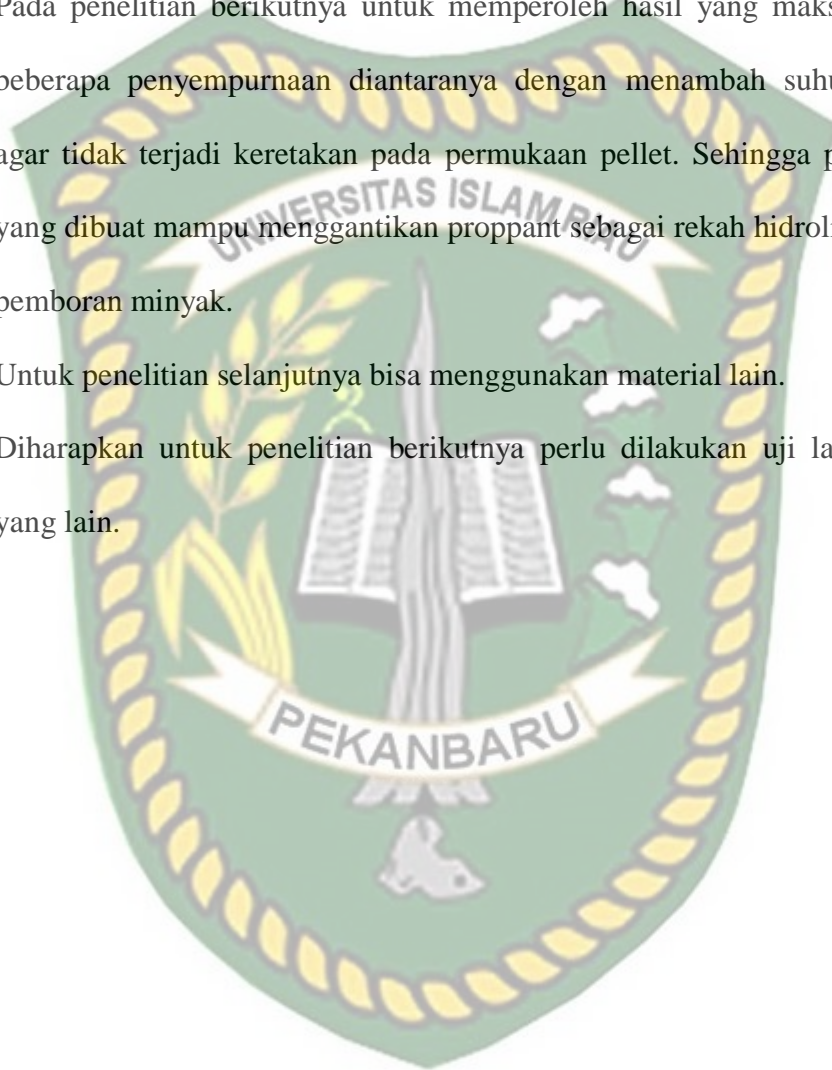 Pada penelitian berikutnya untuk memperoleh hasil yang maks
beberapa penyempurnaan diantaranya dengan menambah suhu
agar tidak terjadi keretakan pada permukaan pellet. Sehingga p
UNIVERSITAS ISLAM RIAU
yang dibuat mampu menggantikan proppant sebagai rekah hidroli
pemboran minyak.
Untuk penelitian selanjutnya bisa menggunakan material lain.
Diharapkan untuk penelitian berikutnya perlu dilakukan uji la
yang lain.
PEKANBARU